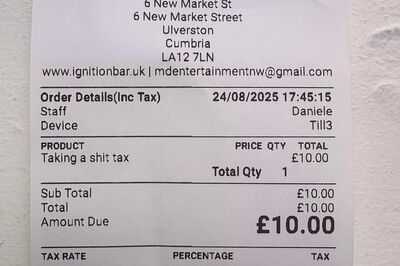 6 New Market St
6 New Market Street
Ulverston
Cumbria
LA12 7LN
www.ignitionbar.uk | mdentertainmentnw@gmail.com
Order Details(Inc Tax) 24/08/2025 17:45:15
Staff Daniele
Device Till3
PRODUCT PRICE QTY TOTAL
Taking a shit tax £10.00
Total Qty 1
Sub Total £10.00
Total £10.00
Amount Due £10.00
TAX RATE PERCENTAGE TAX